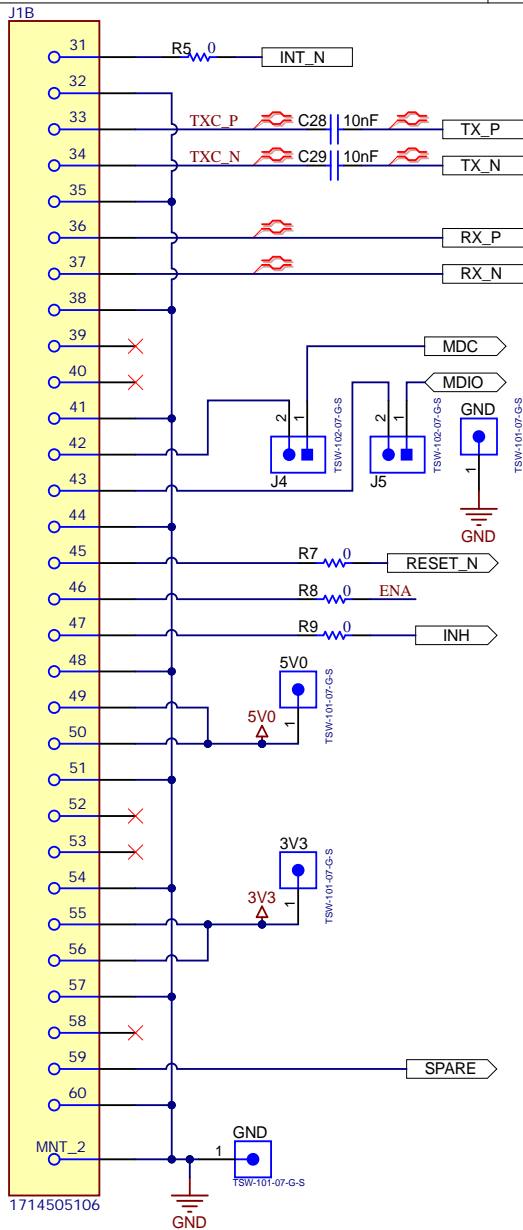 J1B
31
R5
0
INT_N
32
33
TXC_P
C28
10nF
TX_P
34
TXC_N
C29
10nF
TX_N
35
36
RX_P
37
RX_N
38
39
MDC
40
MDIO
41
GND
42
2
1
TSW-102-07-G-S
2
1
TSW-102-07-G-S
TSW-101-07-G-S
1
43
J4
J5
44
GND
45
R7
0
RESET_N
46
R8
0
ENA
47
R9
0
INH
48
5V0
49
5V0
1
TSW-101-07-G-S
50
51
52
53
3V3
54
3V3
1
TSW-101-07-G-S
55
56
57
58
59
SPARE
60
GND
MNT_2
1
TSW-101-07-G-S
1714505106
GND